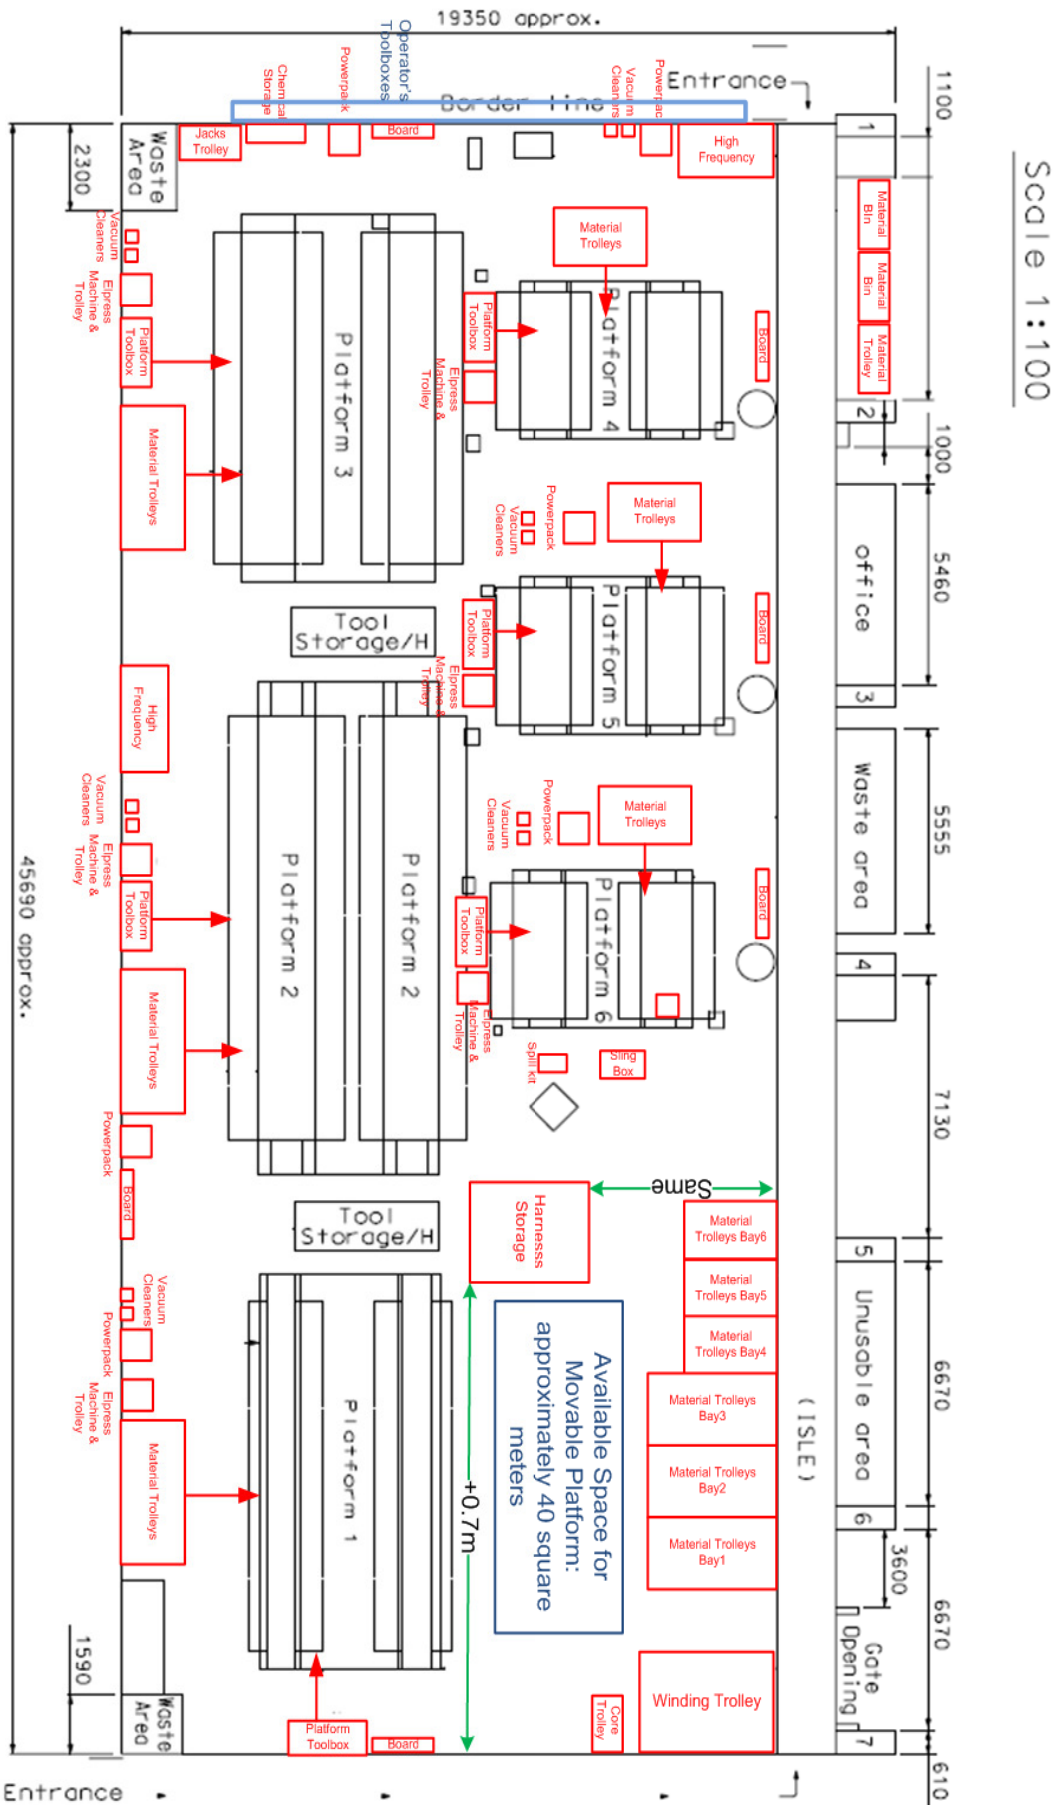 19350 approx.
Scale 1:100
Entrance
Border line
1100
1
Operator's
Toolboxes
Chemical
Storage
Powerpack
Vacuum
Cleaners
Powerpac
Waste
Area
Jacks
Trolley
Board
High
Frequency
2300
Vacuum
Cleaners
Elpress
Machine &
Trolley
Platform
Toolbox
Material Trolleys
Platform 3
Material
Trolleys
Platform
Toolbox
Elpress
Machine &
Trolley
Platform 4
Board
Material
BIn
Material
Bin
Material
Trolley
2
1000
office
5460
3
Vacuum
Cleaners
Powerpack
Material
Trolleys
Tool
Storage/H
Platform
Toolbox
Elpress
Machine &
Trolley
Platform 5
Board
High
Frequency
Waste area
5555
4
Vacuum
Cleaners
Elpress
Machine &
Trolley
Platform
Toolbox
Material Trolleys
Powerpack
Board
Platform 2
Platform 2
Vacuum
Cleaners
Powerpack
Material
Trolleys
Platform
Toolbox
Elpress
Machine &
Trolley
Platform 6
Board
Spill kit
Sling
Box
7130
45690 approx.
Same
Harnesss
Storage
Tool
Storage/H
Material
Trolleys Bay6
Material
Trolleys Bay5
Material
Trolleys Bay4
Material Trolleys
Bay3
Material Trolleys
Bay2
Material Trolleys
Bay1
5
Unusable area
6670
6
(ISLE)
Vacuum
Cleaners
Powerpack
Elpress
Machine &
Trolley
Material Trolleys
Platform 1
+0.7m
Available Space for
Movable Platform:
approximately 40 square
meters
3600
Gate
Opening
6670
7
610
1590
Waste
Area
Platform
Toolbox
Board
Core
Trolley
Winding Trolley
Entrance